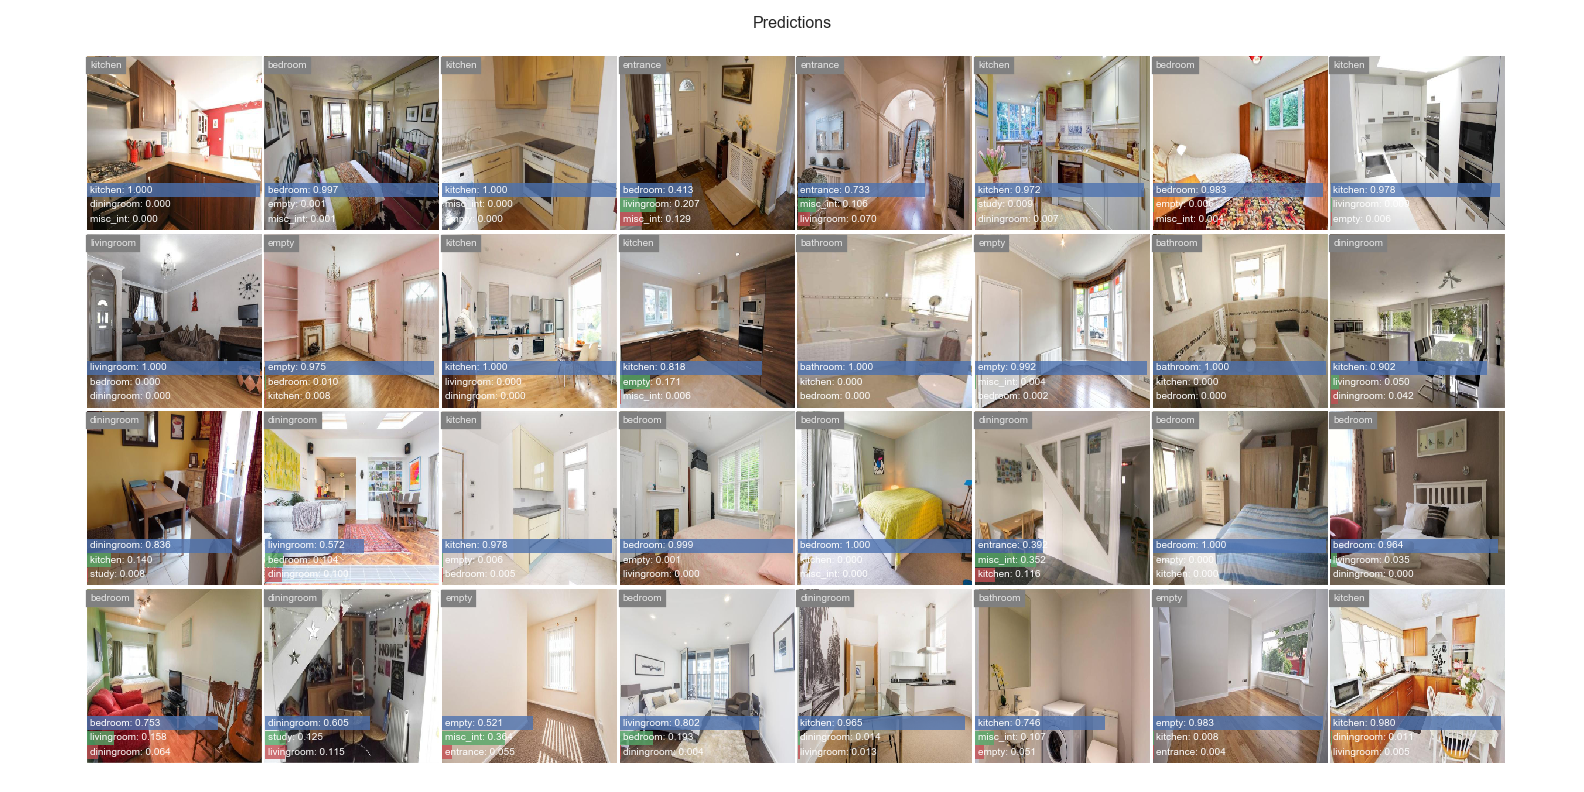 Predictions
kitchen
kitchen: 1.000
diningroom: 0.000
misc_int: 0.000
bedroom
bedroom: 0.997
empty: 0.001
misc_int: 0.001
kitchen
kitchen: 1.000
misc_int: 0.000
empty: 0.000
entrance
bedroom: 0.413
livingroom: 0.207
misc_int: 0.129
entrance
entrance: 0.733
misc_int: 0.106
livingroom: 0.070
kitchen
kitchen: 0.972
study: 0.009
diningroom: 0.007
bedroom
bedroom: 0.983
empty:
misc_int: 0.004
kitchen
kitchen: 0.978
livingroom:
empty: 0.006
livingroom
livingroom: 1.000
bedroom: 0.000
diningroom: 0.000
empty
empty: 0.975
bedroom: 0.010
kitchen: 0.008
kitchen
kitchen: 1.000
livingroom: 0.000
diningroom: 0.000
kitchen
kitchen: 0.818
empty: 0.171
misc_int: 0.006
bathroom
bathroom: 1.000
kitchen: 0.000
bedroom: 0.000
empty
empty: 0.992
misc_int: 0.004
bedroom: 0.002
bathroom
bathroom: 1.000
kitchen: 0.000
bedroom: 0.000
diningroom
kitchen: 0.902
livingroom: 0.050
diningroom: 0.042
diningroom
diningroom: 0.836
kitchen: 0.140
study: 0.008
diningroom
livingroom: 0.572
bedroom: 0.104
diningroom: 0.100
kitchen
kitchen: 0.978
empty: 0.006
bedroom: 0.005
bedroom
bedroom: 0.999
empty: 0.001
livingroom: 0.000
bedroom
bedroom: 1.000
kitchen: 0.000
misc_int: 0.000
diningroom
entrance: 0.392
misc_int: 0.352
kitchen: 0.116
bedroom
bedroom: 1.000
empty: 0.000
kitchen: 0.000
bedroom
bedroom: 0.964
livingroom: 0.035
diningroom: 0.000
bedroom
bedroom: 0.753
livingroom: 0.158
diningroom: 0.064
diningroom
HOME
diningroom: 0.605
study: 0.125
livingroom: 0.115
empty
empty: 0.521
misc_int: 0.364
entrance: 0.055
bedroom
livingroom: 0.802
bedroom: 0.193
diningroom: 0.004
diningroom
kitchen: 0.965
diningroom: 0.014
livingroom: 0.013
bathroom
kitchen: 0.746
misc_int: 0.107
empty: 0.051
empty
empty: 0.983
kitchen: 0.008
entrance: 0.004
kitchen
kitchen: 0.980
diningroom: 0.011
livingroom: 0.005